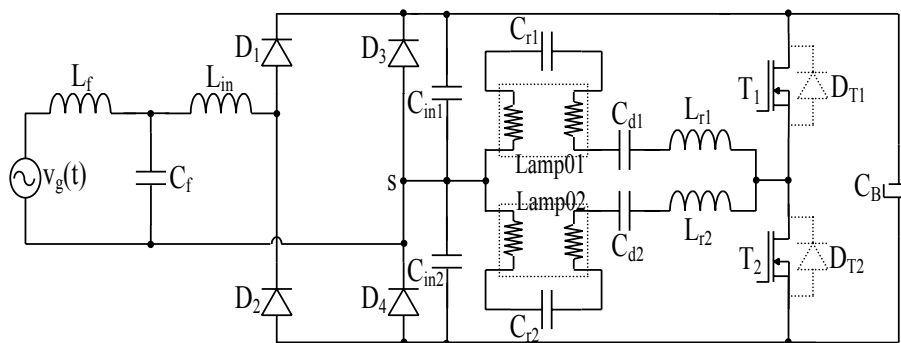 C_r1
D_1
D_3
L_f
L_in
C_in1
T_1
D_T1
C_d1
L_r1
Lamp01
v_g(t)
C_f
s
C_B
Lamp02
C_d2
L_r2
C_in2
T_2
D_T2
D_2
D_4
C_r2